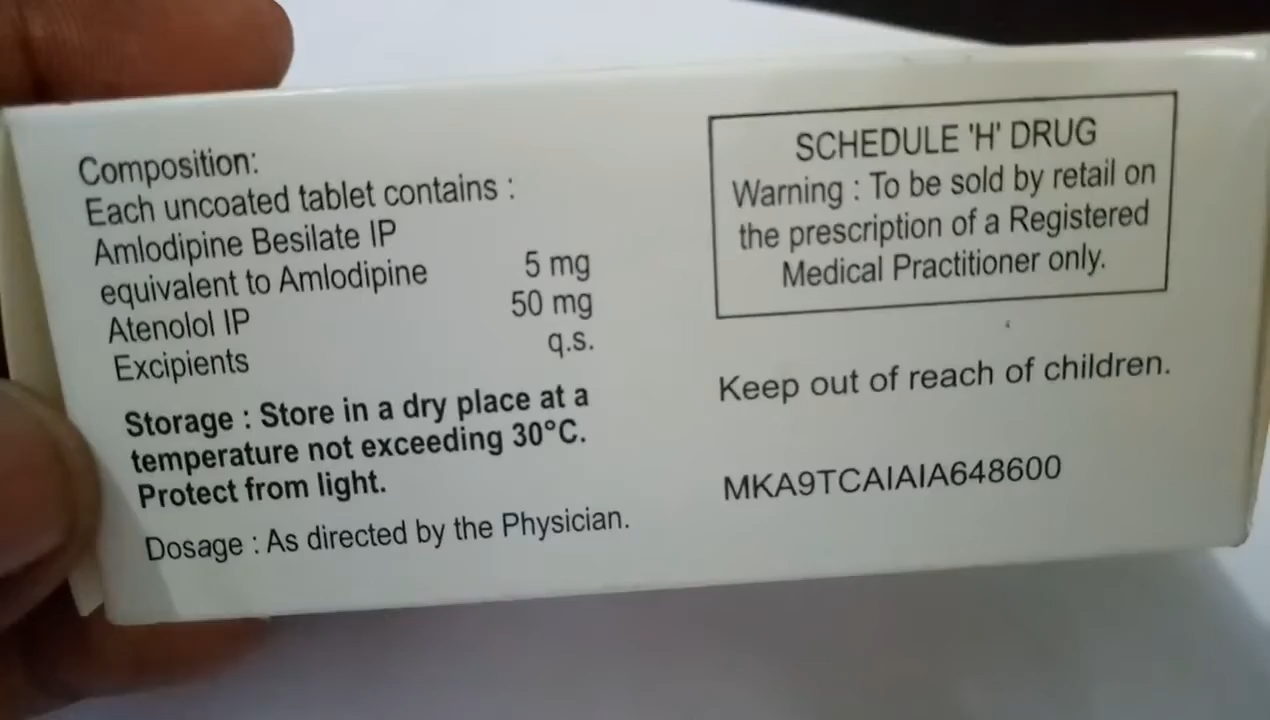 Composition:
Each uncoated tablet contains :
Amlodipine Besilate IP
equivalent to Amlodipine 5 mg
Atenolol IP 50 mg
Excipients q.s.
Storage : Store in a dry place at a
temperature not exceeding 30°C.
Protect from light.
Dosage : As directed by the Physician.
SCHEDULE 'H' DRUG
Warning : To be sold by retail on
the prescription of a Registered
Medical Practitioner only.
Keep out of reach of children.
MKA9TCAIAIA648600